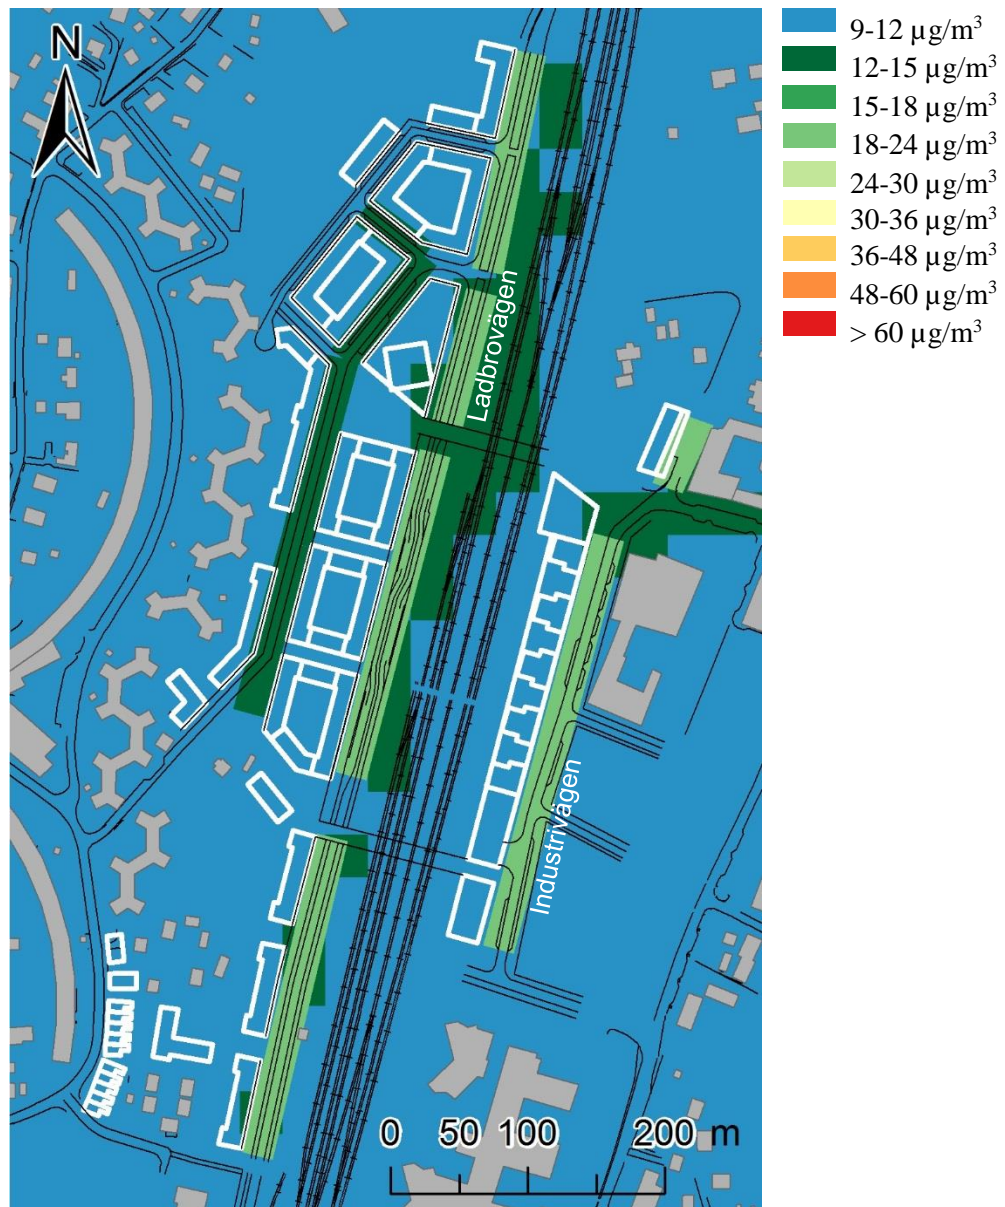 N
9-12 µg/m³
12-15 µg/m³
15-18 µg/m³
18-24 µg/m³
24-30 µg/m³
30-36 µg/m³
36-48 µg/m³
48-60 µg/m³
> 60 µg/m³
Ladbrovägen
Industrivägen
0 50 100 200 m